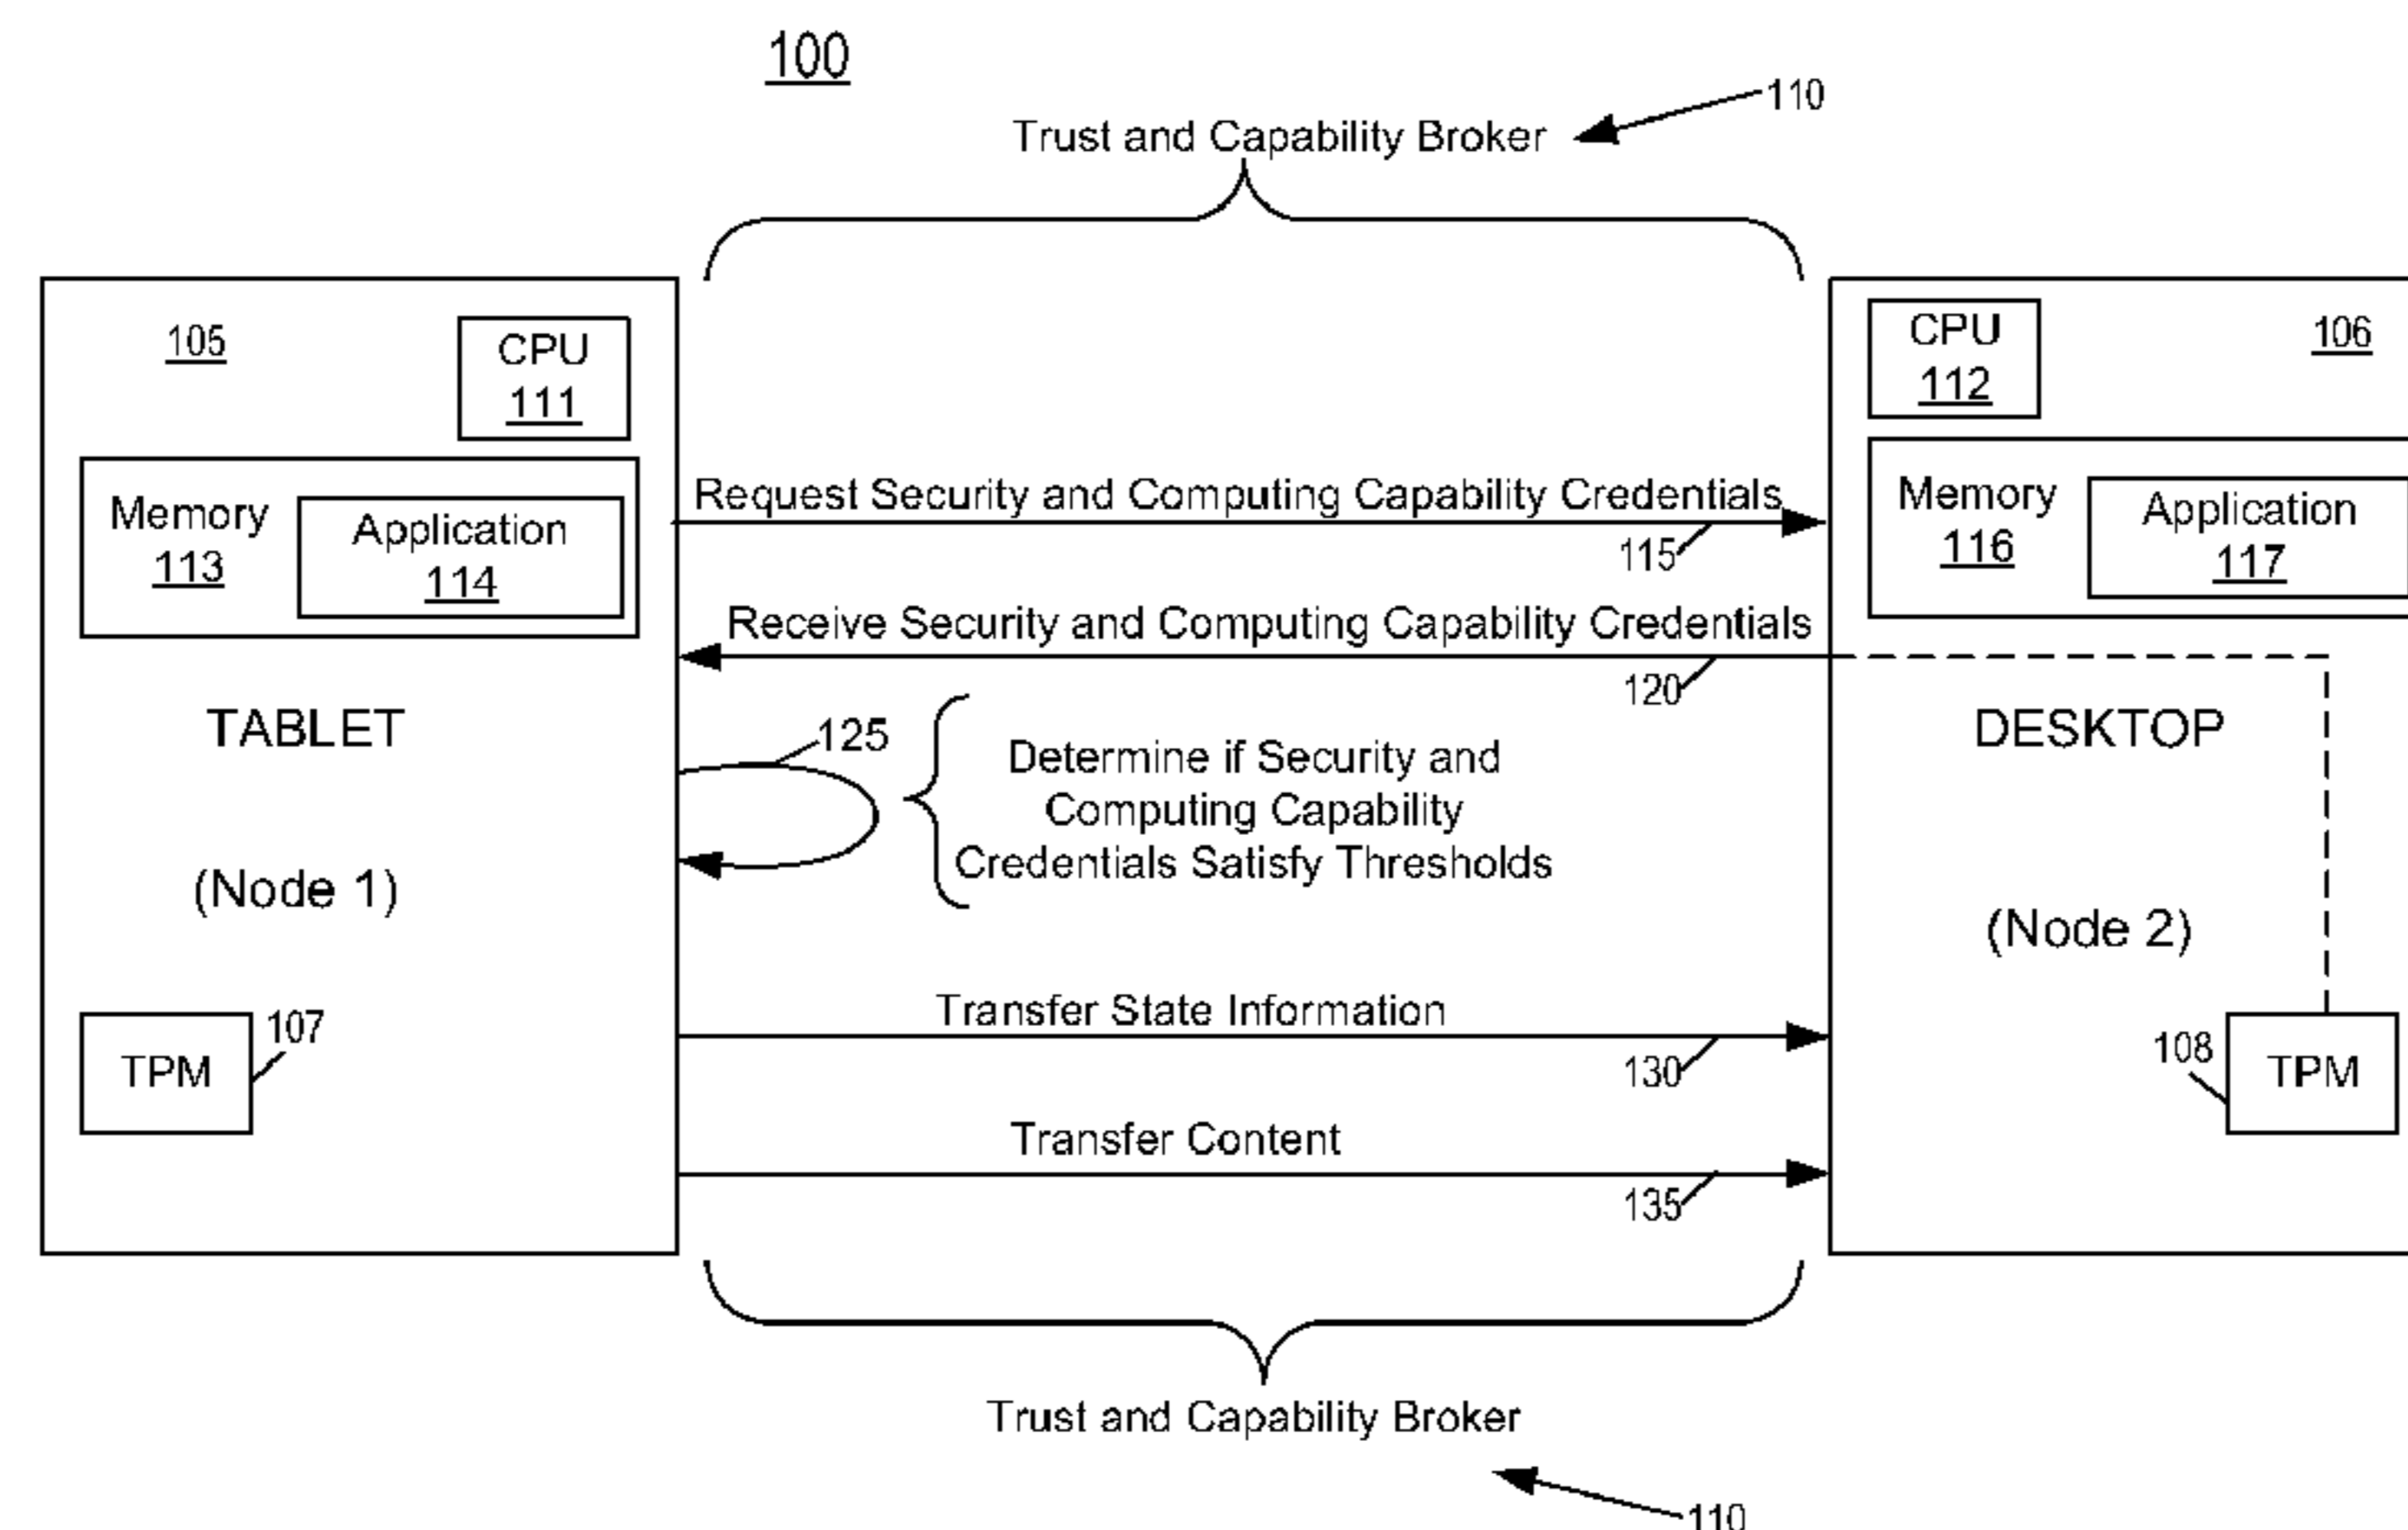 100
110
Trust and Capability Broker
105
CPU
111
CPU
112
106
Memory
113
Application
114
Request Security and Computing Capability Credentials
115
Memory
116
Application
117
Receive Security and Computing Capability Credentials
120
TABLET
125
Determine if Security and
Computing Capability
Credentials Satisfy Thresholds
DESKTOP
(Node 1)
(Node 2)
Transfer State Information
130
TPM
107
108
TPM
Transfer Content
135
Trust and Capability Broker
110